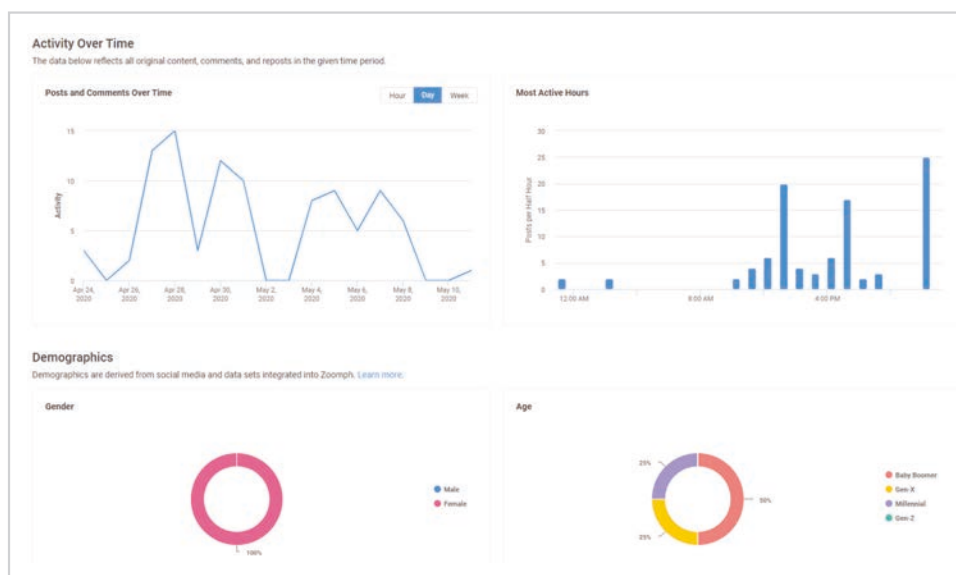 Activity Over Time
The data below reflects all original content, comments, and reposts in the given time period.
Posts and Comments Over Time
Hour Day Week
15
10
5
0
Activity
Apr 24, 2020
Apr 26, 2020
Apr 28, 2020
Apr 30, 2020
May 2, 2020
May 4, 2020
May 6, 2020
May 8, 2020
May 10, 2020
Most Active Hours
30
25
20
15
10
5
0
Posts per Half Hour
12:00 AM
4:00 PM
Demographics
Demographics are derived from social media and data sets integrated into Zoomph. Learn more.
Gender
100%
Male
Female
Age
25%
25%
50%
Baby Boomer
Gen-X
Millennial
Gen-Z